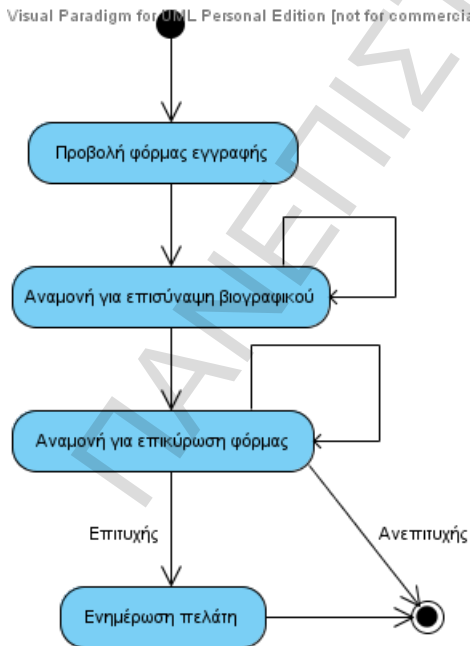 Visual Paradigm for UML Personal Edition [not for commercia
Προβολή φόρμας εγγραφής
Αναμονή για επισύναψη βιογραφικού
Αναμονή για επικύρωση φόρμας
Επιτυχής
Ανεπιτυχής
Ενημέρωση πελάτη
ΠΑΝΕΠΙΣΤ